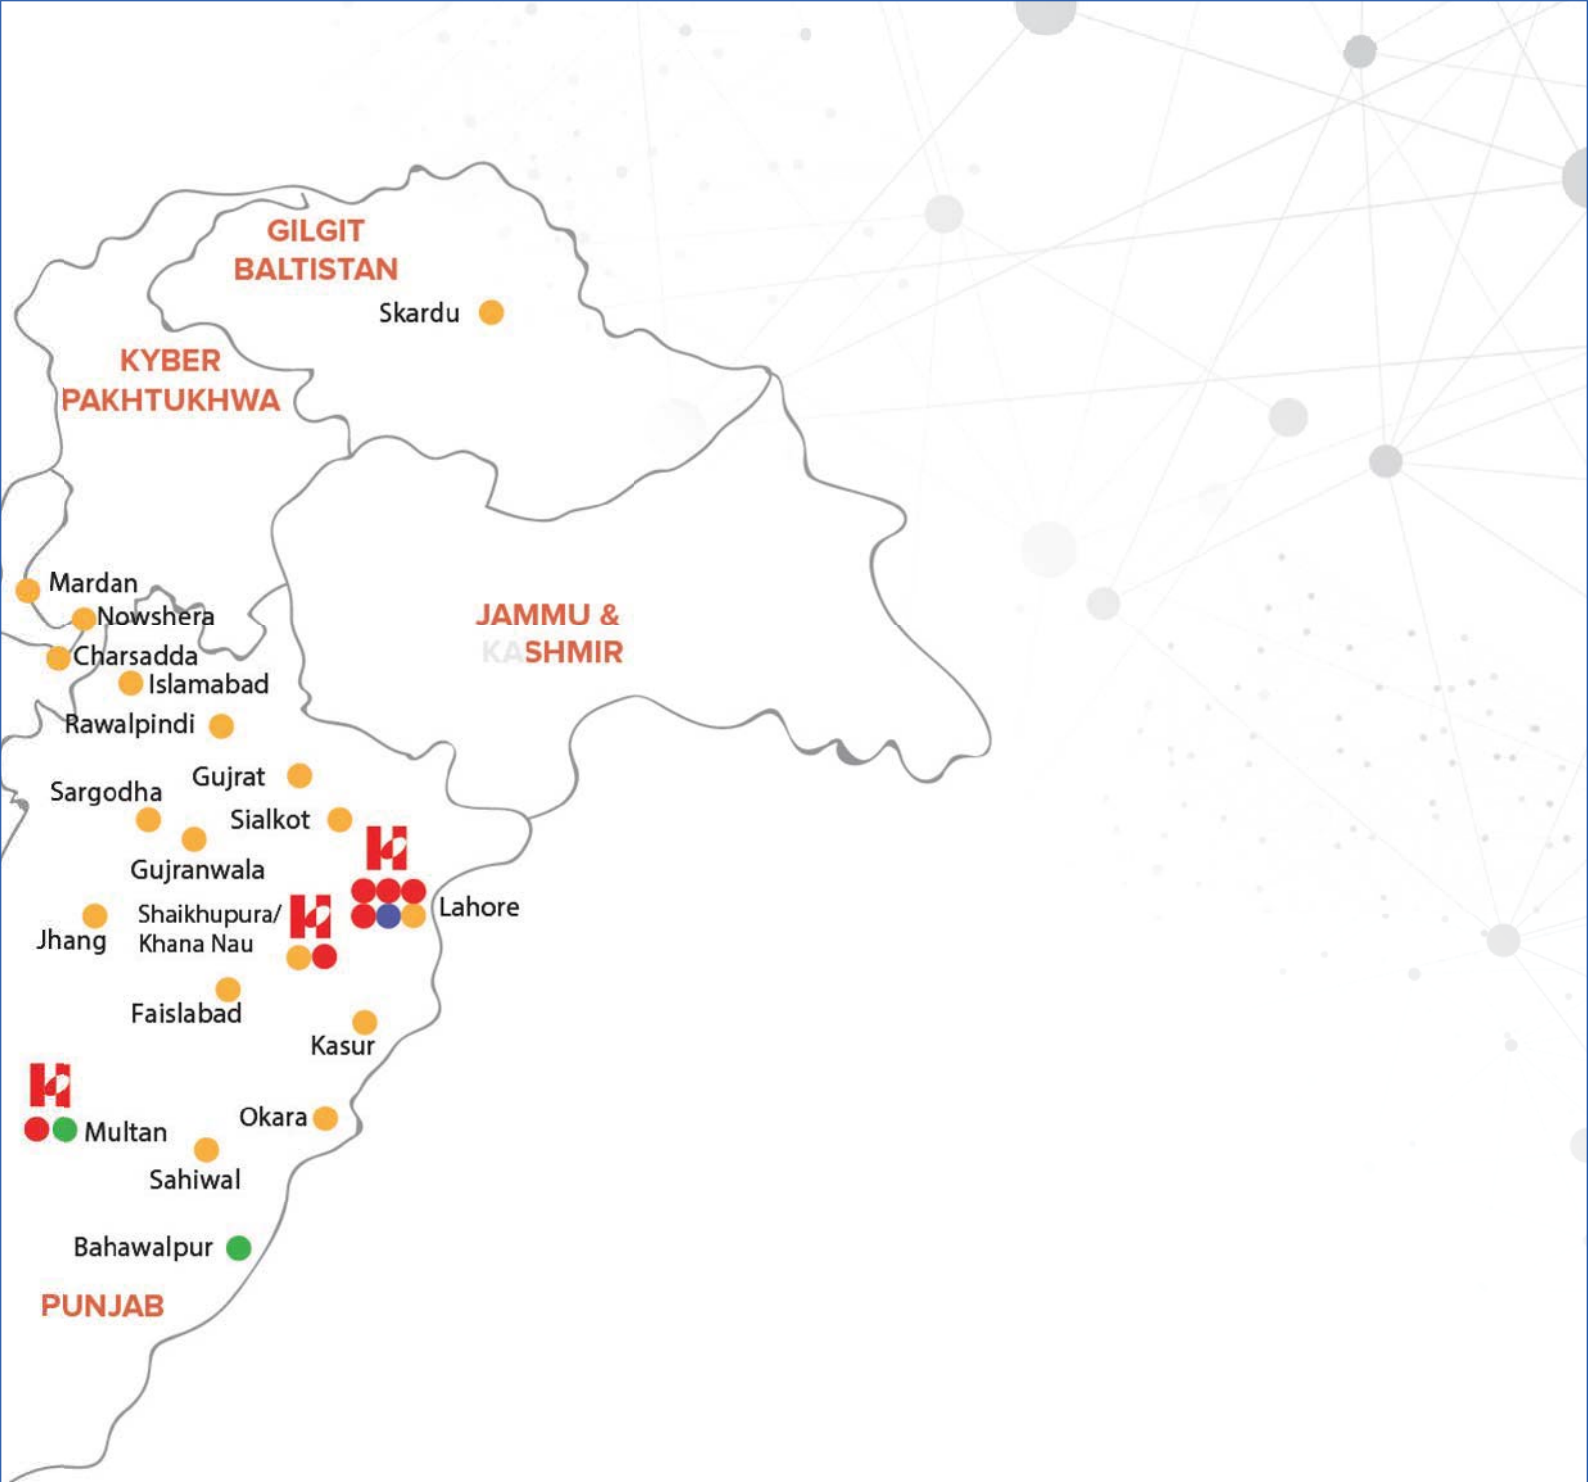 GILGIT
BALTISTAN
Skardu
KYBER
PAKHTUKHWA
Mardan
Nowshera
JAMMU &
KASHMIR
Charsadda
Islamabad
Rawalpindi
Gujrat
Sargodha
Sialkot
Gujranwala
Lahore
Shaikhupura/
Khana Nau
Jhang
Faislabad
Kasur
Okara
Multan
Sahiwal
Bahawalpur
PUNJAB